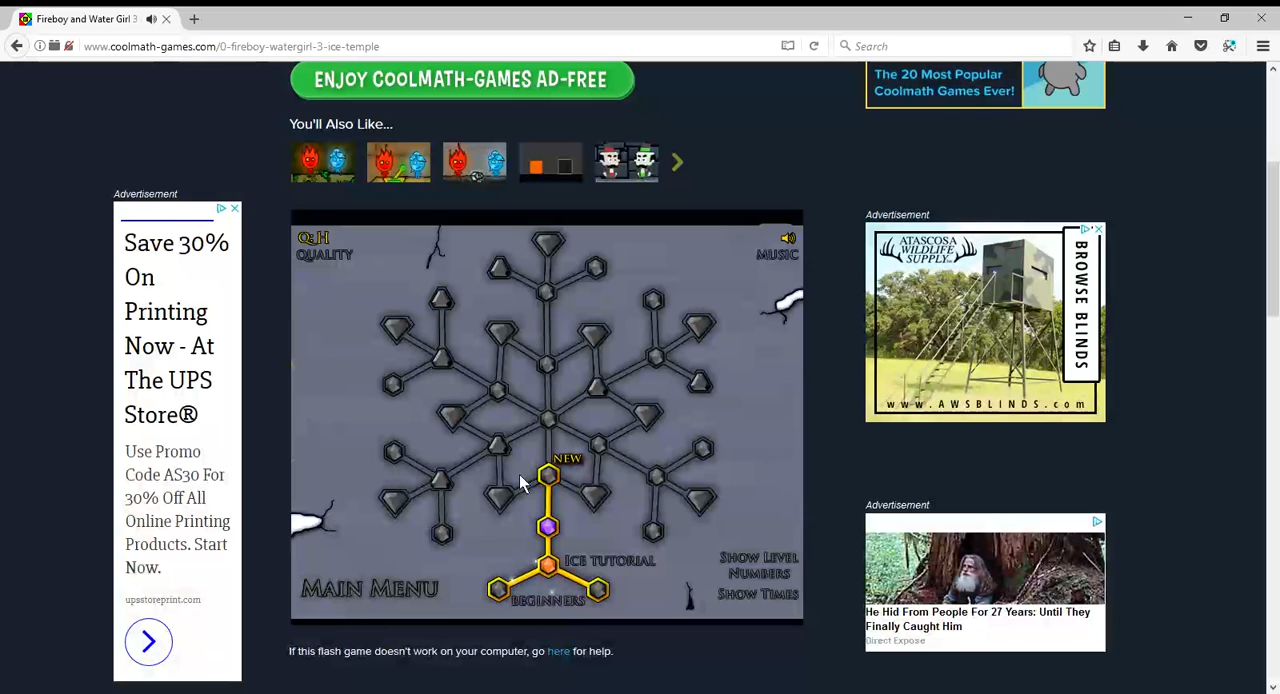 Fireboy and Water Girl 3
www.coolmath-games.com/0-fireboy-watergirl-3-ice-temple
Search
ENJOY COOLMATH-GAMES AD-FREE
The 20 Most Popular
Coolmath Games Ever!
You'll Also Like...
Advertisement
Save 30%
On
Printing
Now - At
The UPS
Store®
Use Promo
Code AS30 For
30% Off All
Online Printing
Products. Start
Now.
upsstoreprint.com
Q:H
QUALITY
MUSIC
NEW
ICE TUTORIAL
BEGINNERS
MAIN MENU
SHOW LEVEL
NUMBERS
SHOW TIMES
If this flash game doesn't work on your computer, go here for help.
Advertisement
ATASCOSA
WILDLIFE
SUPPLY
BROWSE BLINDS
www.AWSBLINDS.com
Advertisement
He Hid From People For 27 Years: Until They
Finally Caught Him
Direct Expose